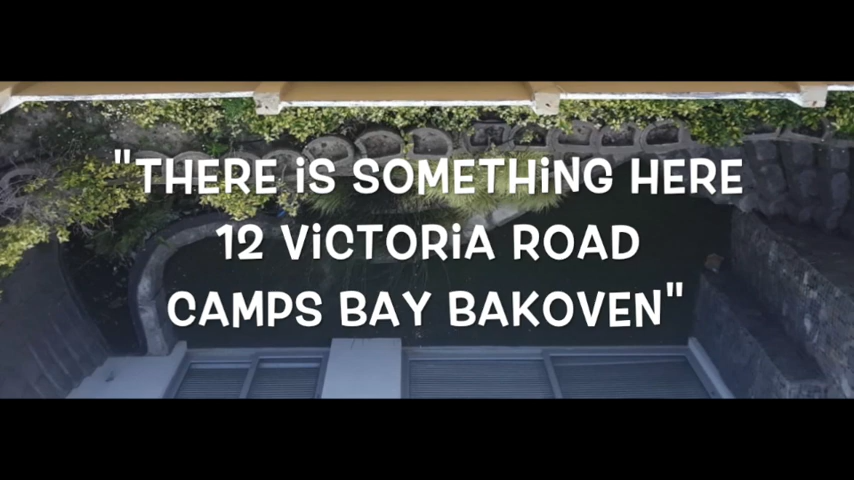 "THERE iS SOMETHiNG HERE
12 ViCTORiA ROAD
CAMPS BAY BAKOVEN"